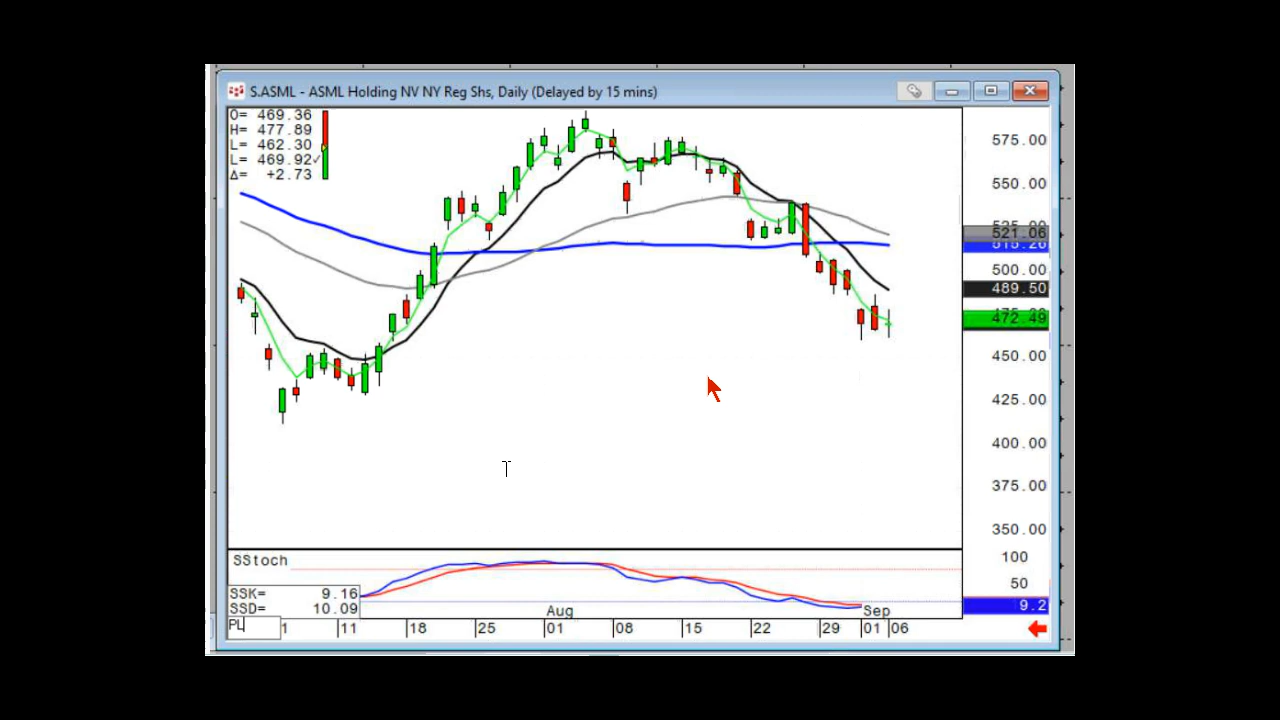 S.ASML - ASML Holding NV NY Reg Shs, Daily (Delayed by 15 mins)
O= 469.36
H= 477.89
L= 462.30
L= 469.92✓
Δ= +2.73
575.00
550.00
521.06
515.26
500.00
489.50
472.49
450.00
425.00
400.00
375.00
350.00
SStoch
100
50
SSK= 9.16
SSD= 10.09
9.2
Aug
Sep
PL
1
11
18
25
01
08
15
22
29
01
06